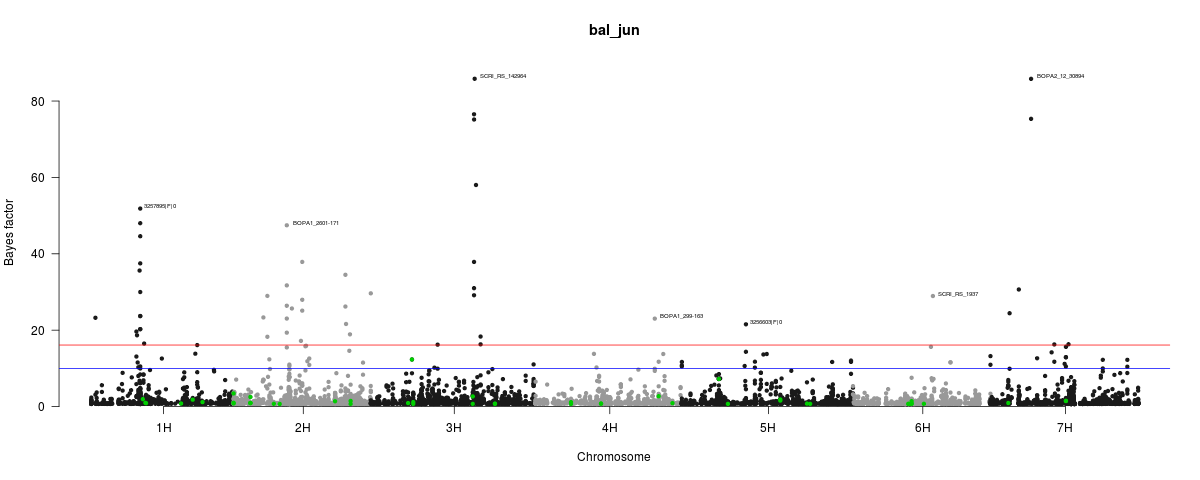 bal_jun
SCRI_RS_142964
BOPA2_12_30894
80
60
3257895|F|0
BOPA1_2601-171
Bayes factor
40
SCRI_RS_1937
BOPA1_299-163
3256603|F|0
20
0
1H 2H 3H 4H 5H 6H 7H
Chromosome